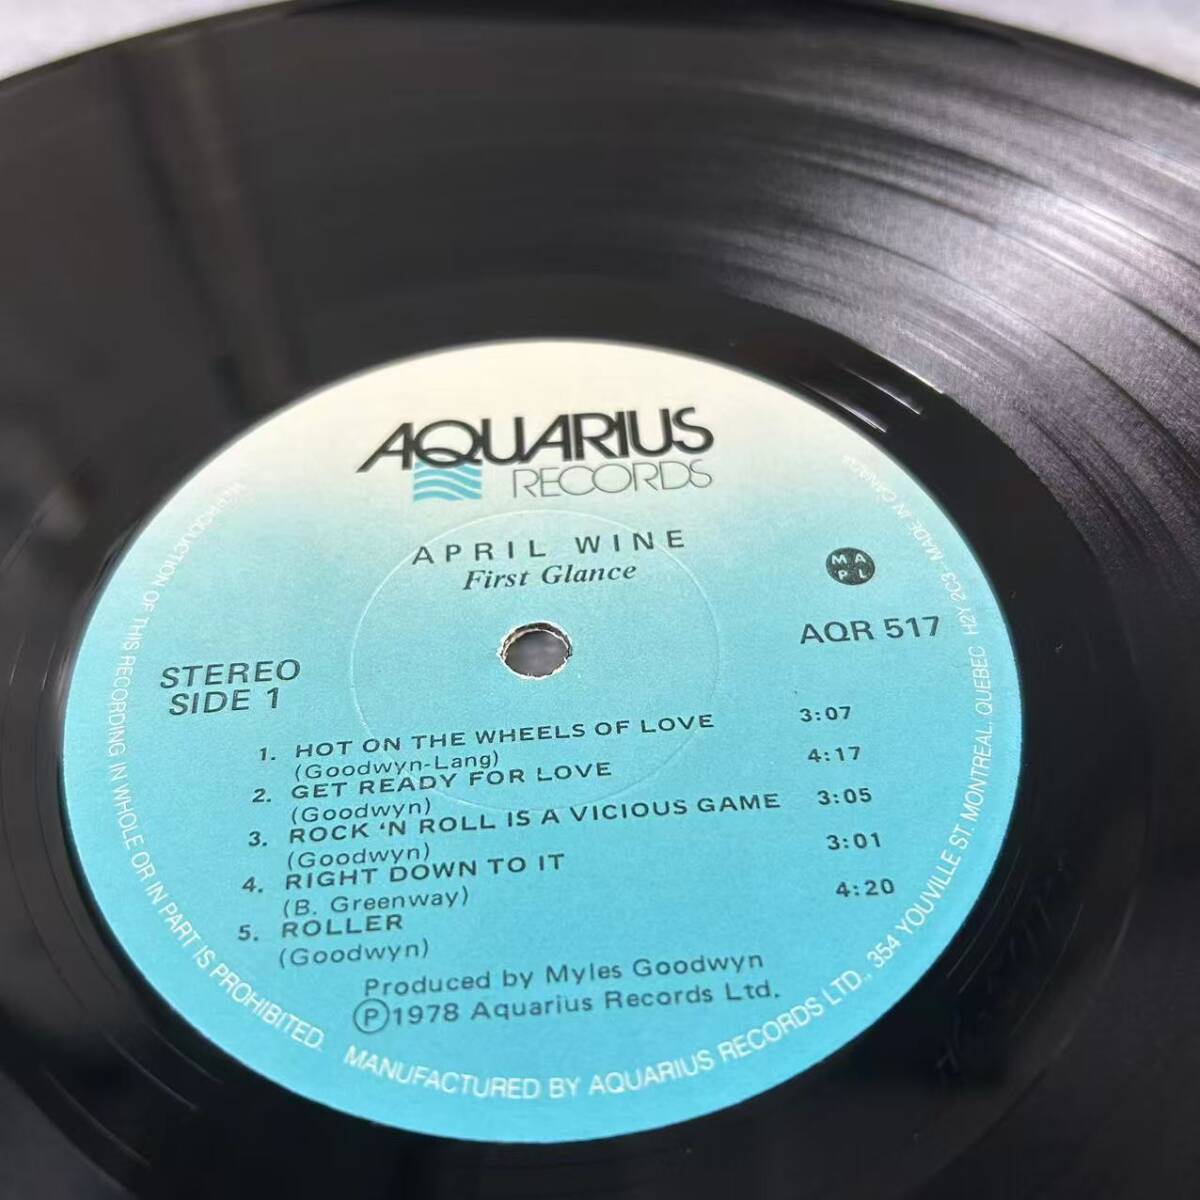 AQUARIUS
RECORDS
APRIL WINE
First Glance
M A
P L
AQR 517
STEREO
SIDE 1
1. HOT ON THE WHEELS OF LOVE 3:07
(Goodwyn-Lang)
2. GET READY FOR LOVE 4:17
(Goodwyn)
3. ROCK 'N ROLL IS A VICIOUS GAME 3:05
(Goodwyn)
4. RIGHT DOWN TO IT 3:01
(B. Greenway)
5. ROLLER 4:20
(Goodwyn)
Produced by Myles Goodwyn
Ⓟ1978 Aquarius Records Ltd.
REPRODUCTION OF THIS RECORDING IN WHOLE OR IN PART IS PROHIBITED. MANUFACTURED BY AQUARIUS RECORDS LTD., 354 YOUVILLE ST. MONTREAL, QUEBEC H2Y 2C3 – MADE IN CANADA